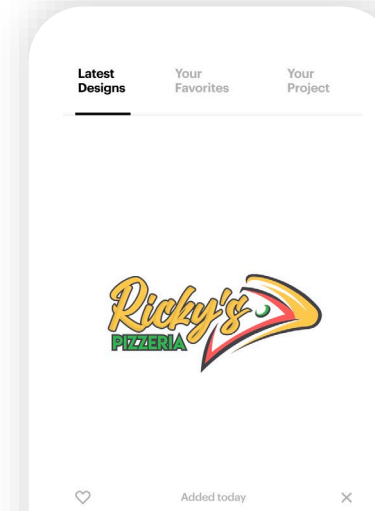 Latest Designs
Your Favorites
Your Project
Ricky's
PIZZERIA
Added today